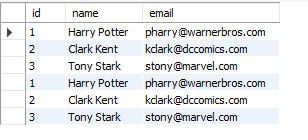 id name email
1 Harry Potter pharry@warnerbros.com
2 Clark Kent kclark@dccomics.com
3 Tony Stark stony@marvel.com
1 Harry Potter pharry@warnerbros.com
2 Clark Kent kclark@dccomics.com
3 Tony Stark stony@marvel.com